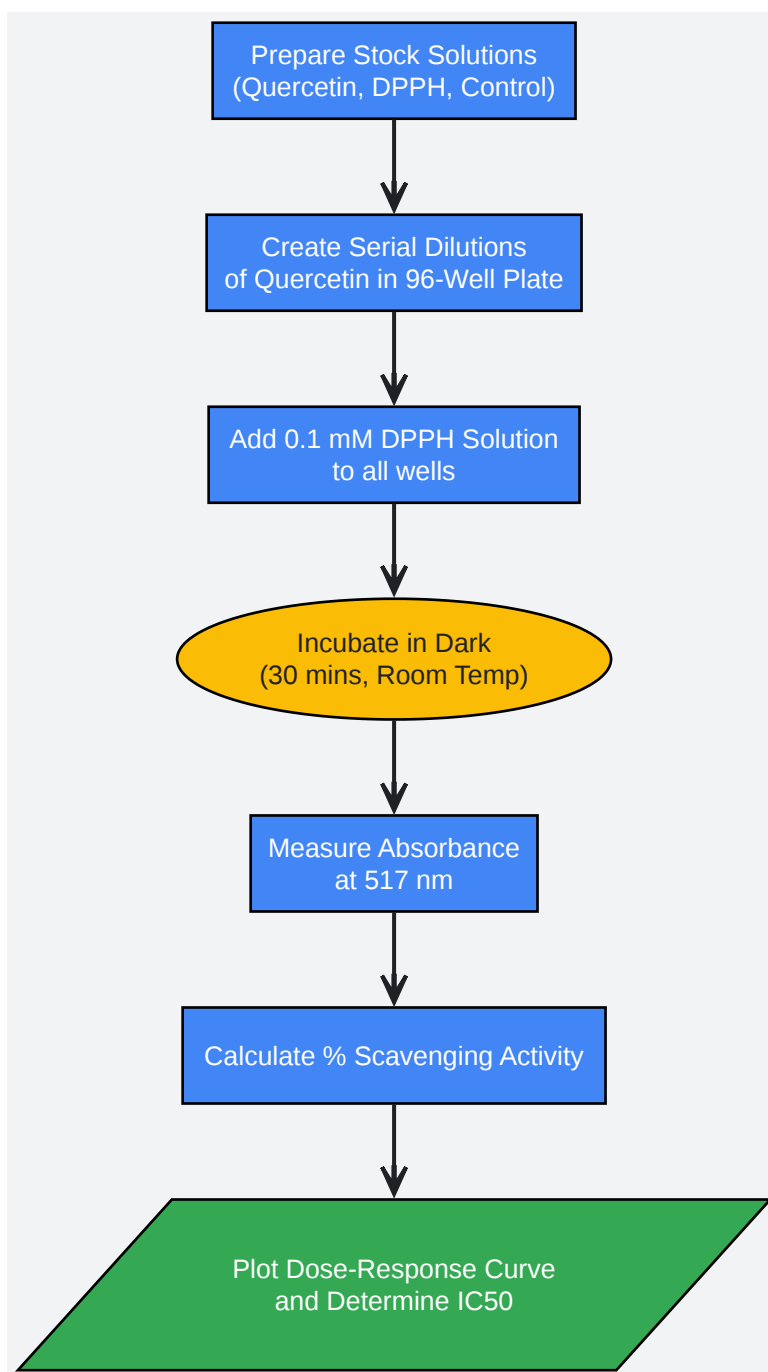 Prepare Stock Solutions
(Quercetin, DPPH, Control)
Create Serial Dilutions
of Quercetin in 96-Well Plate
Add 0.1 mM DPPH Solution
to all wells
Incubate in Dark
(30 mins, Room Temp)
Measure Absorbance
at 517 nm
Calculate % Scavenging Activity
Plot Dose-Response Curve
and Determine IC50